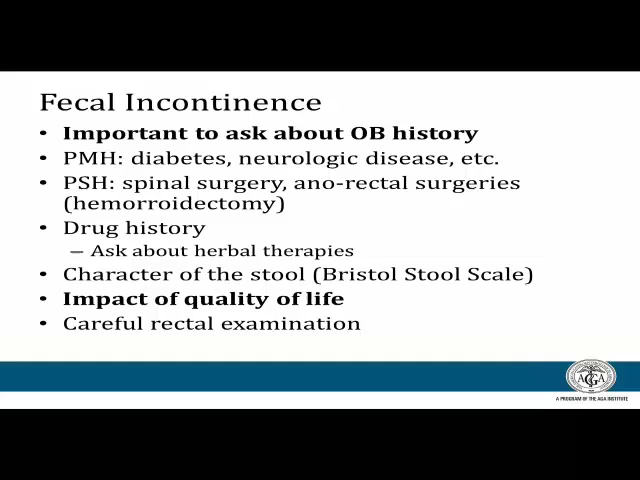 Fecal Incontinence
• Important to ask about OB history
• PMH: diabetes, neurologic disease, etc.
• PSH: spinal surgery, ano-rectal surgeries
(hemorroidectomy)
• Drug history
– Ask about herbal therapies
• Character of the stool (Bristol Stool Scale)
• Impact of quality of life
• Careful rectal examination
AGA
A PROGRAM OF THE AGA INSTITUTE